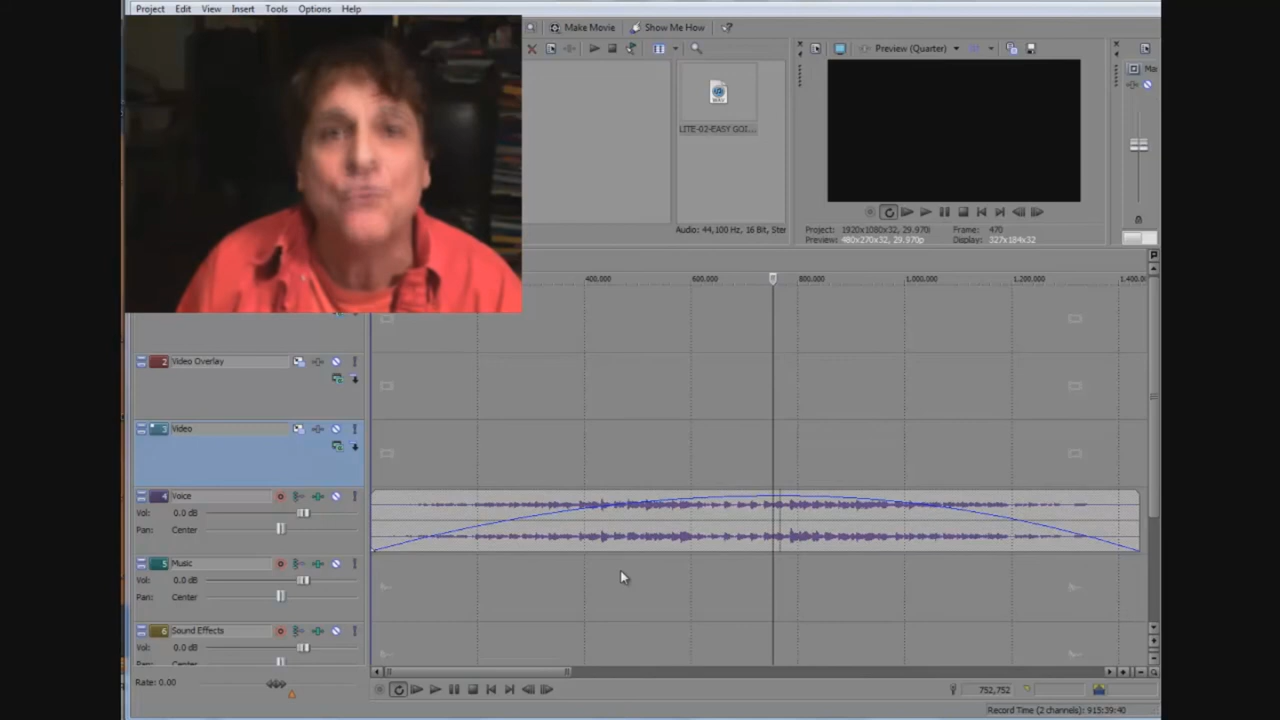 Project Edit View Insert Tools Options Help
Make Movie Show Me How
Preview (Quarter)
WAV
LITE-02-EASY GOI...
Audio: 44,100 Hz, 16 Bit, Ster
Project: 1920x1080x32, 29.970i Frame: 470
Preview: 480x270x32, 29.970p Display: 327x184x32
400,000 600,000 800,000 1,000,000 1,200,000 1,400,00
2 Video Overlay
3 Video
4 Voice
Vol: 0.0 dB
Pan: Center
5 Music
Vol: 0.0 dB
Pan: Center
6 Sound Effects
Vol: 0.0 dB
Rate: 0.00
752,752
Record Time (2 channels): 915:39:40